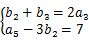 b₂ + b₃ = 2a₃
a₅ − 3b₂ = 7